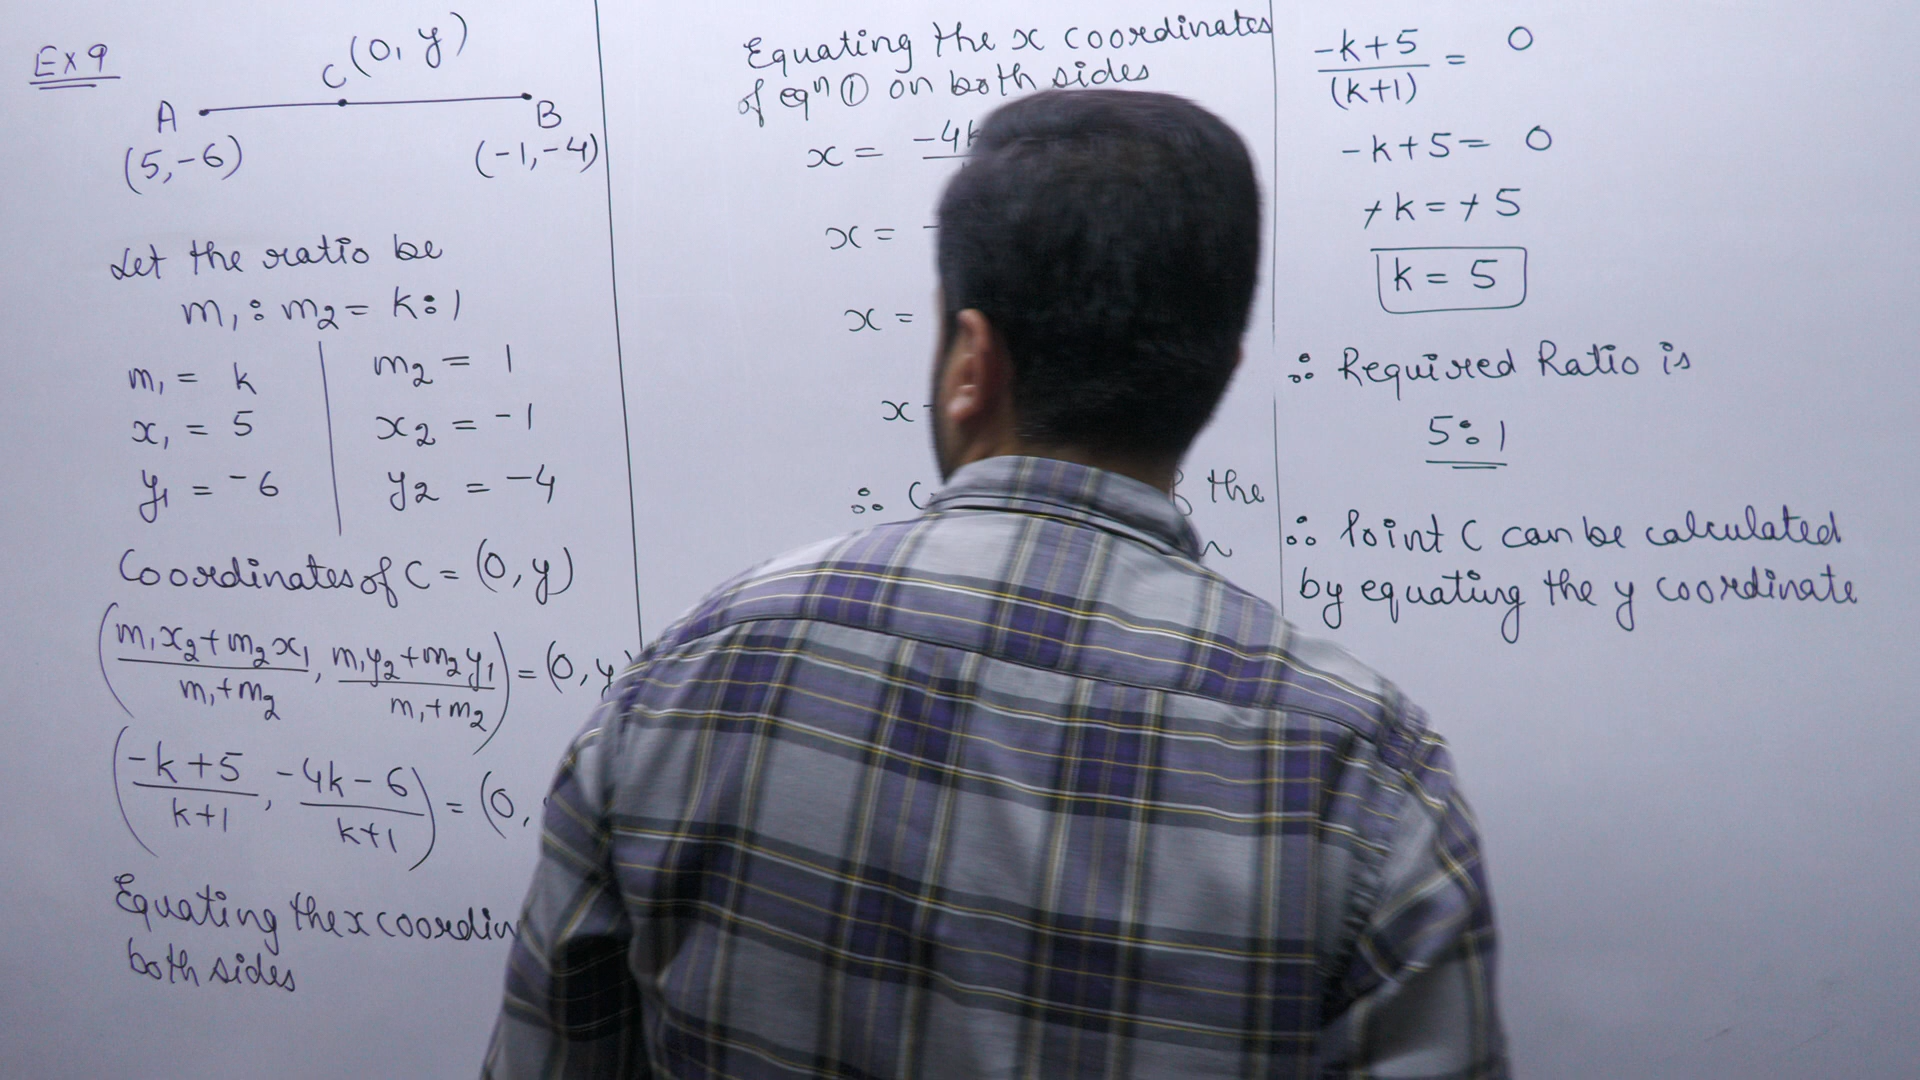 Ex 9
C (0, y)
A B
(5, -6) (-1, -4)
Let the ratio be
m₁ : m₂ = k : 1
m₁ = k m₂ = 1
x₁ = 5 x₂ = -1
y₁ = -6 y₂ = -4
Coordinates of C = (0, y)
(m₁x₂ + m₂x₁ / m₁ + m₂, m₁y₂ + m₂y₁ / m₁ + m₂) = (0, y
(-k + 5 / k + 1, -4k - 6 / k + 1) = (0,
Equating the x coordin
both sides
Equating the x coordinates
of eqⁿ ① on both sides
x = -4k
x = -
x =
x
∴ C the
-k + 5 / (k + 1) = 0
-k + 5 = 0
+k = +5
k = 5
∴ Required Ratio is
5 : 1
∴ Point C can be calculated
by equating the y coordinate